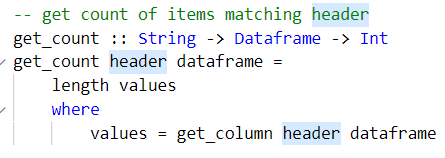 -- get count of items matching header
get_count :: String -> Dataframe -> Int
get_count header dataframe =
    length values
    where
        values = get_column header dataframe